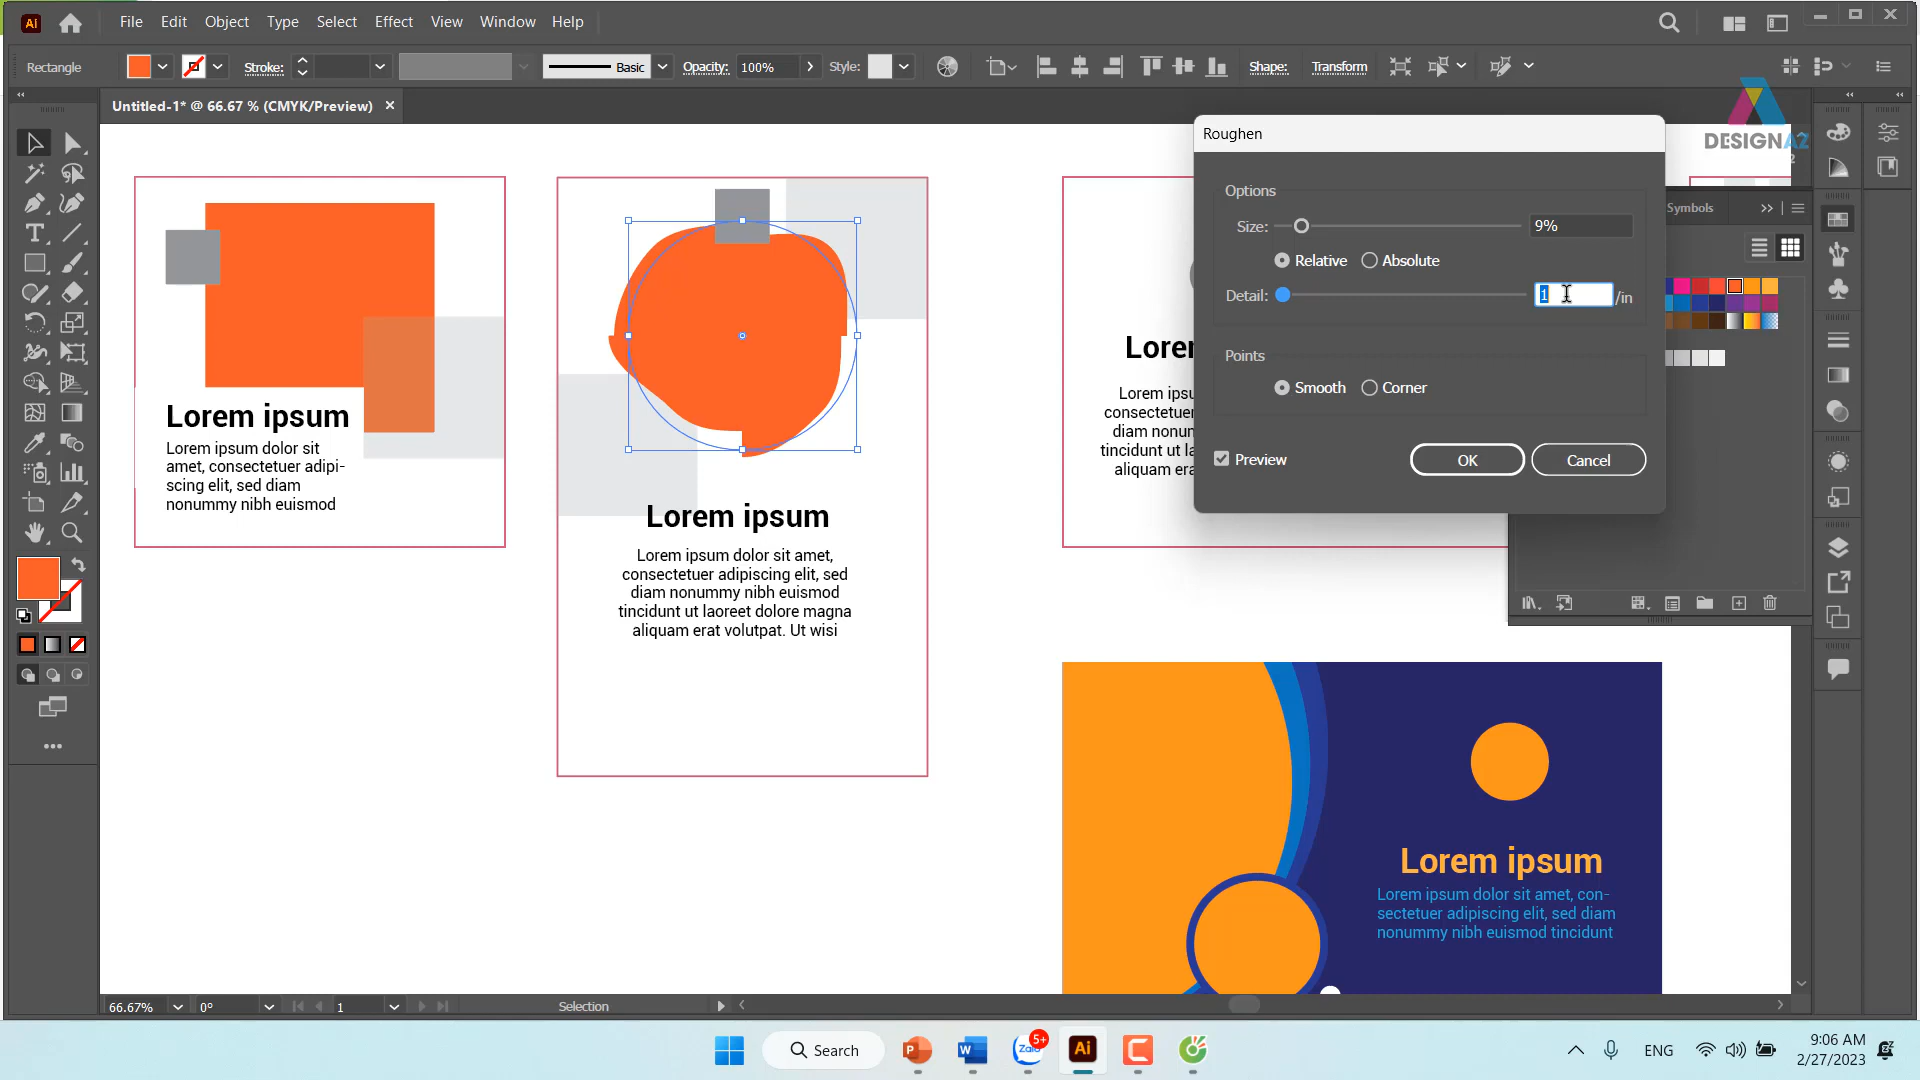 Ai File Edit Object Type Select Effect View Window Help
Rectangle Stroke: Basic Opacity: 100% Style: Shape: Transform
Untitled-1* @ 66.67 % (CMYK/Preview) ×
DESIGNAZ
Roughen
Options
Size: 9%
Relative Absolute
Detail: 1 /in
Points
Smooth Corner
Preview OK Cancel
Symbols
Lorem ipsum
Lorem ipsum dolor sit
amet, consectetuer adipi-
scing elit, sed diam
nonummy nibh euismod
Lorem ipsum
Lorem ipsum dolor sit amet,
consectetuer adipiscing elit, sed
diam nonummy nibh euismod
tincidunt ut laoreet dolore magna
aliquam erat volutpat. Ut wisi
Lorem ipsum
Lorem ipsum dolor sit amet, con-
sectetuer adipiscing elit, sed diam
nonummy nibh euismod tincidunt
66.67% 0° 1 Selection
Search
5+
Zalo
Ai
ENG
9:06 AM
2/27/2023